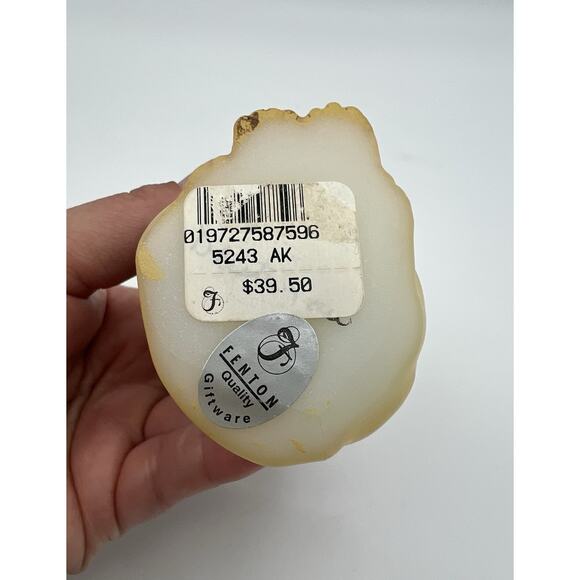 019727587596
5243 AK
$39.50
F
F
FENTON
Quality
Giftware